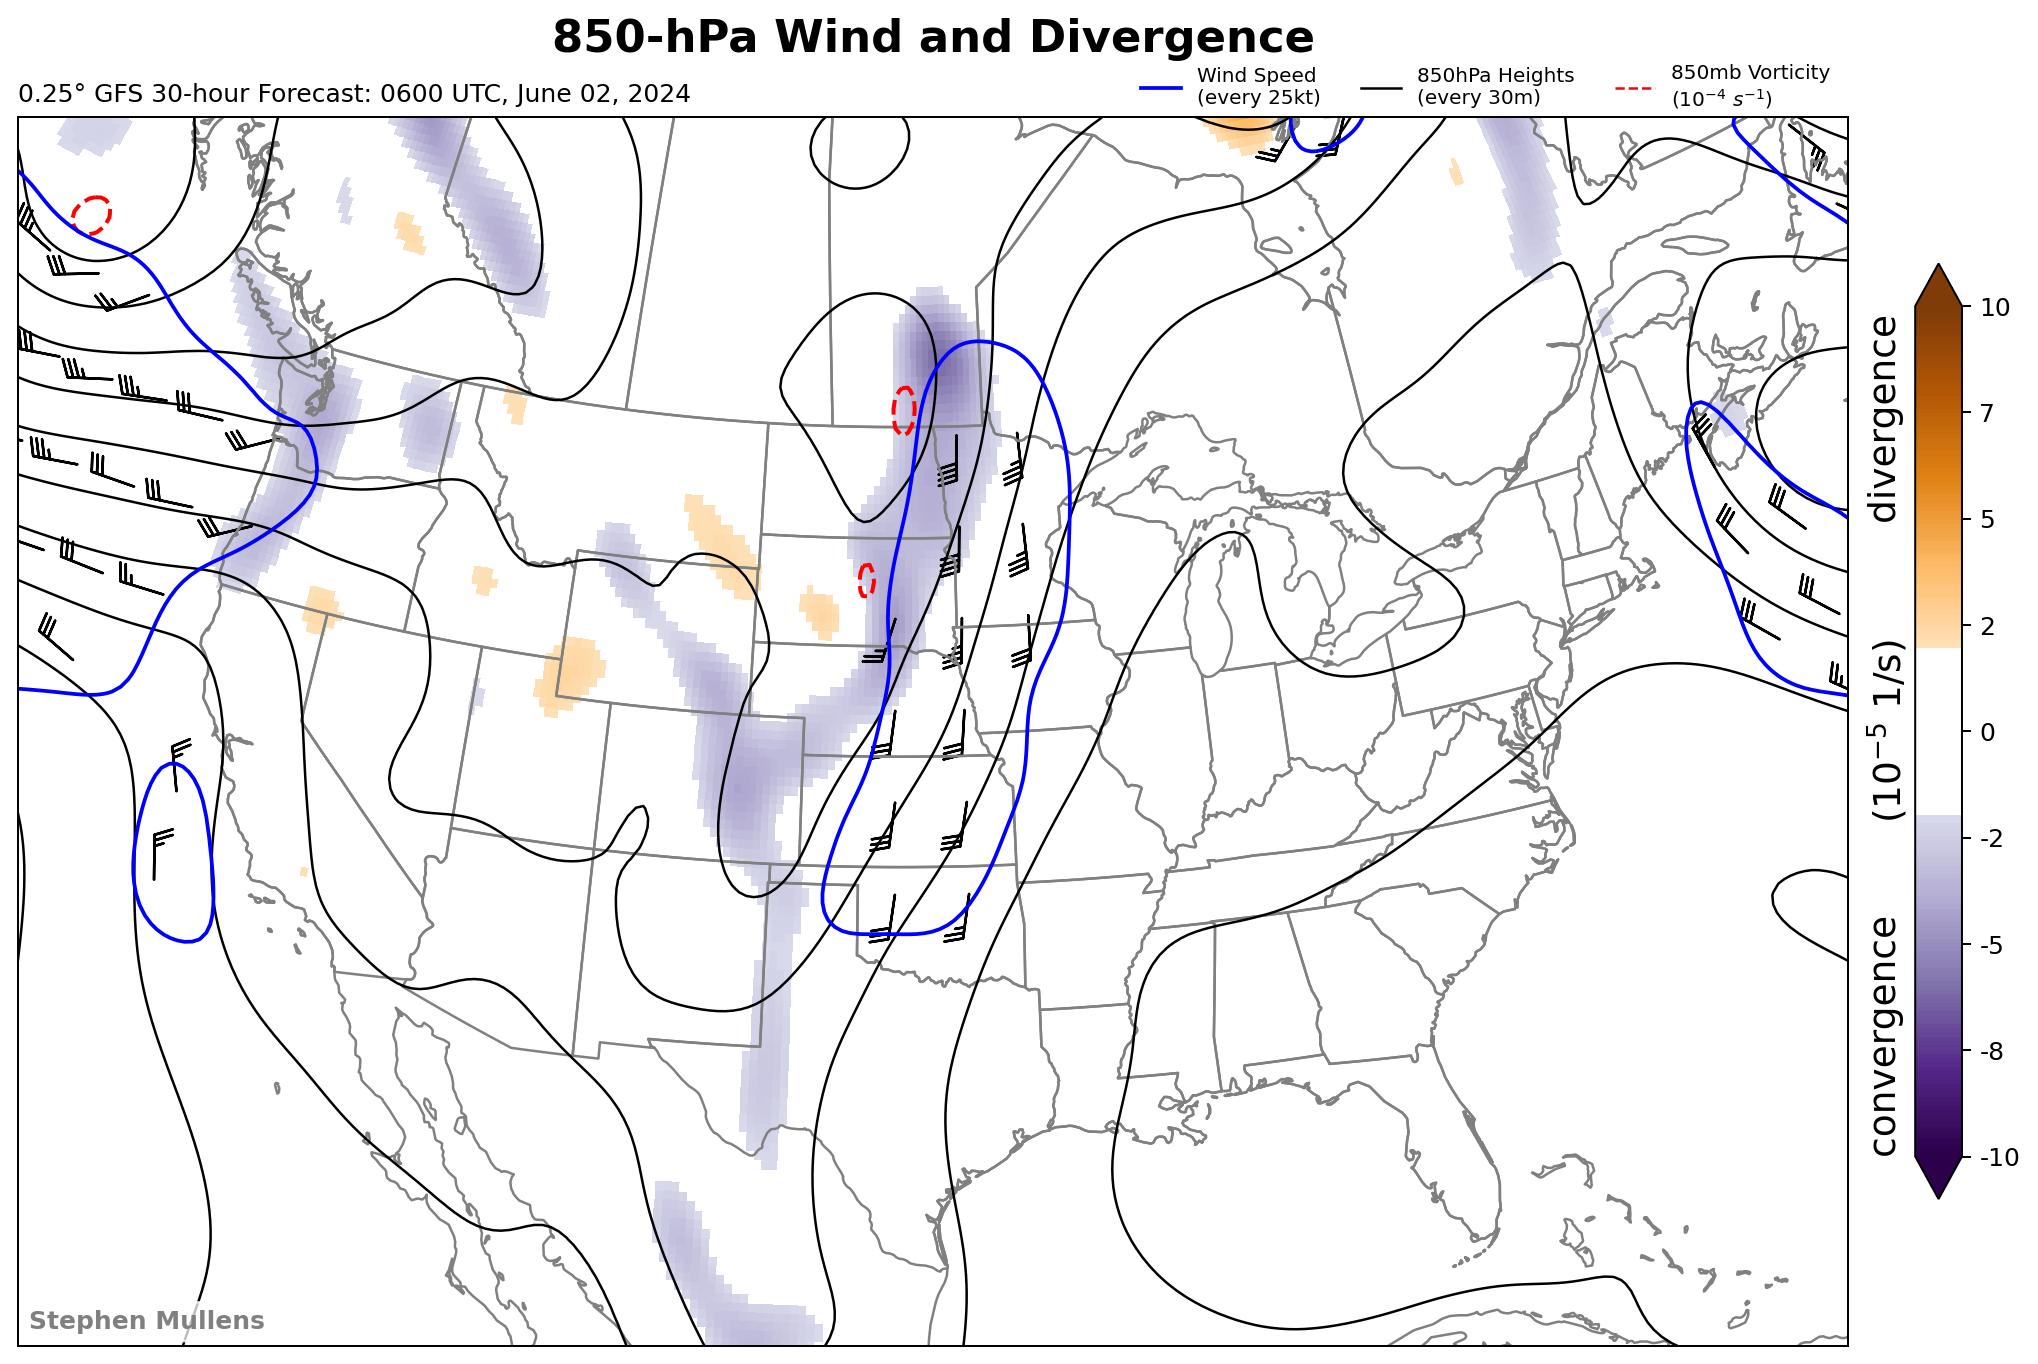 850-hPa Wind and Divergence
0.25° GFS 30-hour Forecast: 0600 UTC, June 02, 2024
Wind Speed
(every 25kt)
850hPa Heights
(every 30m)
850mb Vorticity
(10⁻⁴ s⁻¹)
10
7
5
2
0
-2
-5
-8
-10
convergence (10⁻⁵ 1/s) divergence
Stephen Mullens